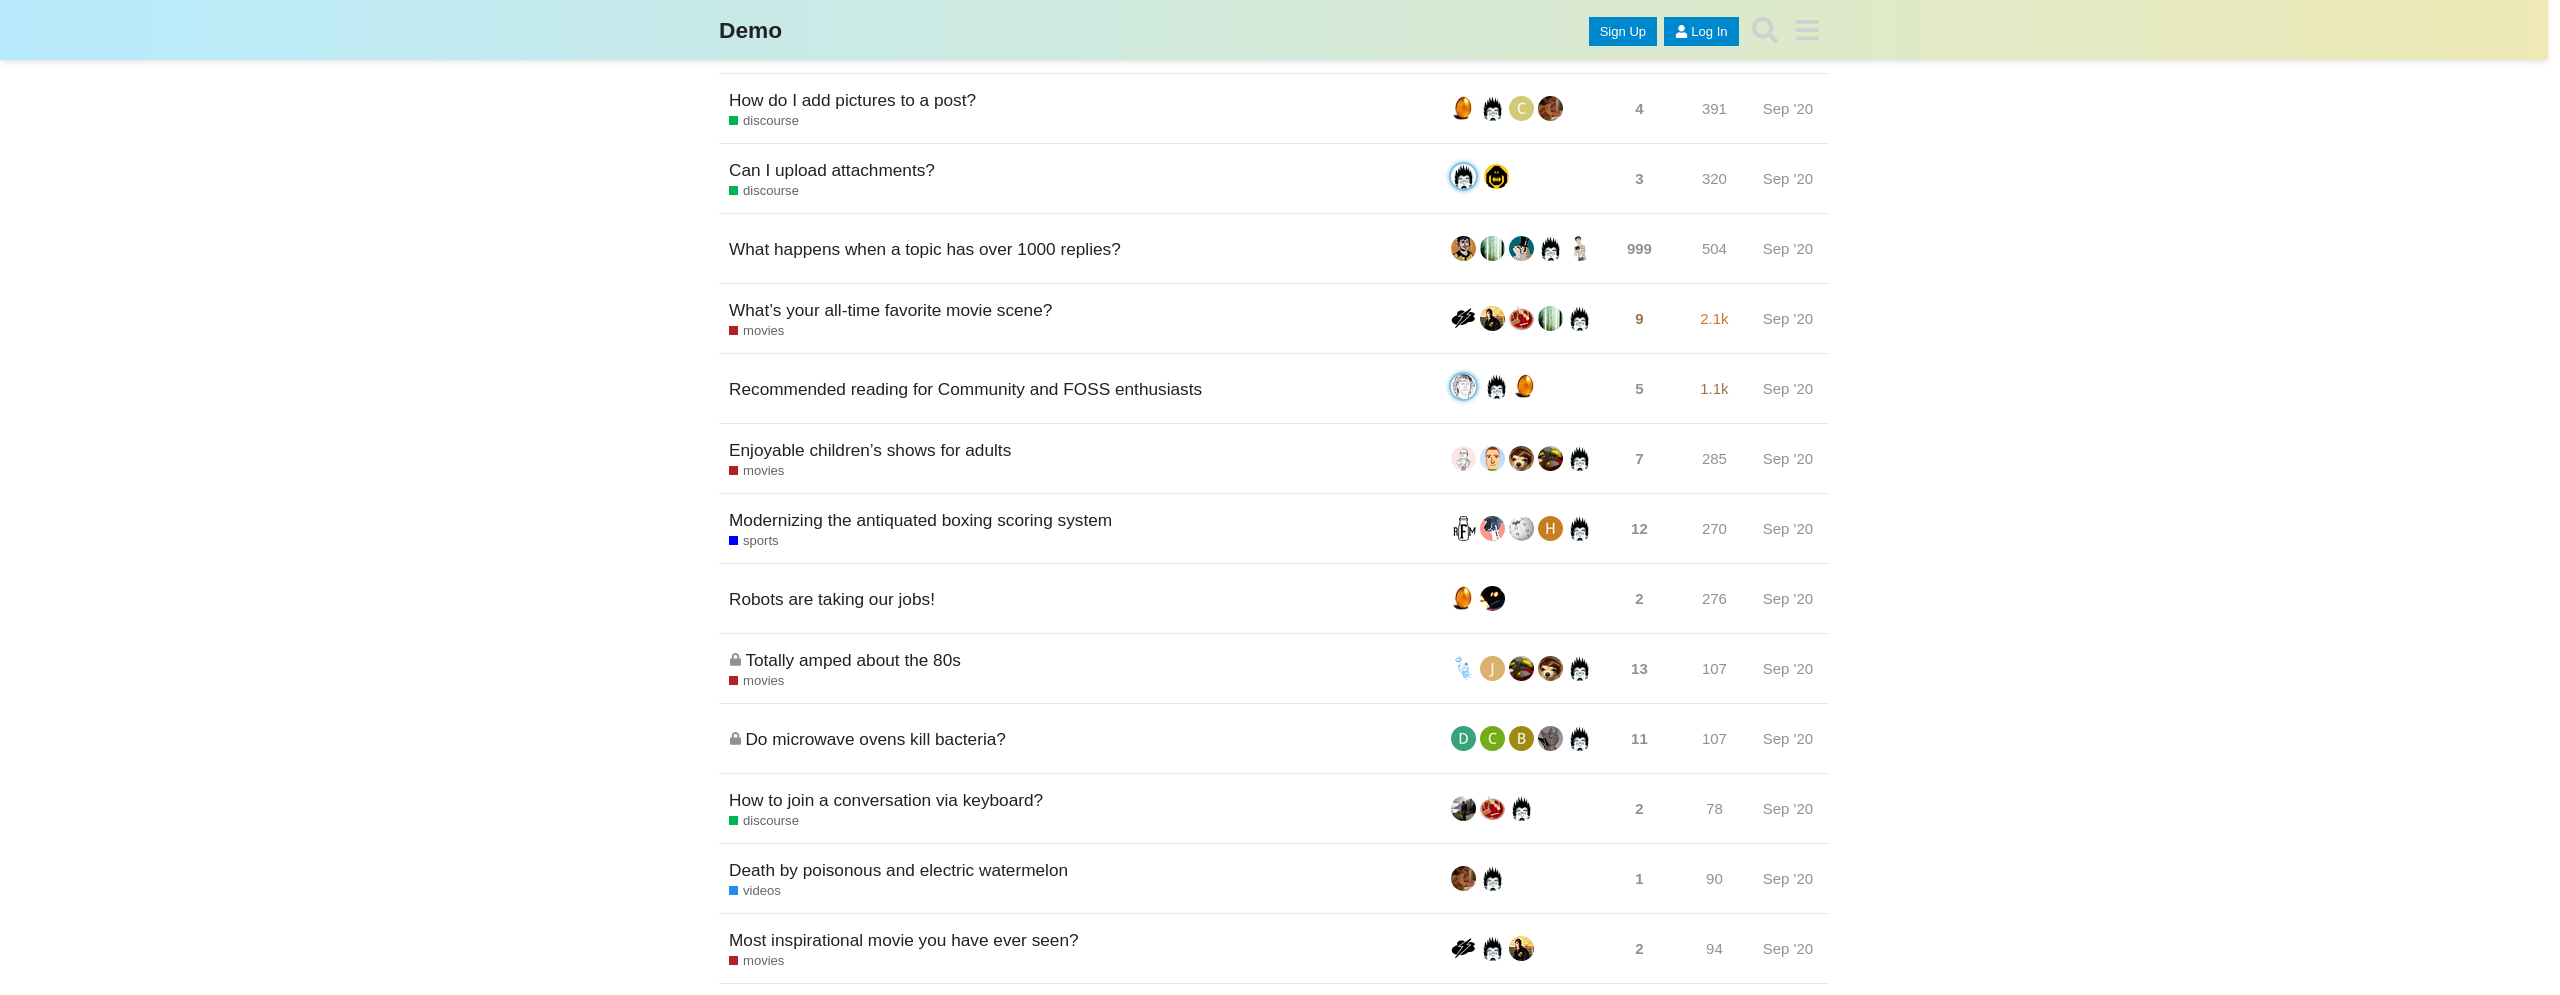 Demo
Sign Up
Log In
How do I add pictures to a post?
discourse
C
4
391
Sep '20
Can I upload attachments?
discourse
3
320
Sep '20
What happens when a topic has over 1000 replies?
999
504
Sep '20
What’s your all-time favorite movie scene?
movies
9
2.1k
Sep '20
Recommended reading for Community and FOSS enthusiasts
5
1.1k
Sep '20
Enjoyable children’s shows for adults
movies
7
285
Sep '20
Modernizing the antiquated boxing scoring system
sports
H
12
270
Sep '20
Robots are taking our jobs!
2
276
Sep '20
Totally amped about the 80s
movies
J
13
107
Sep '20
Do microwave ovens kill bacteria?
D C B
11
107
Sep '20
How to join a conversation via keyboard?
discourse
2
78
Sep '20
Death by poisonous and electric watermelon
videos
1
90
Sep '20
Most inspirational movie you have ever seen?
movies
2
94
Sep '20